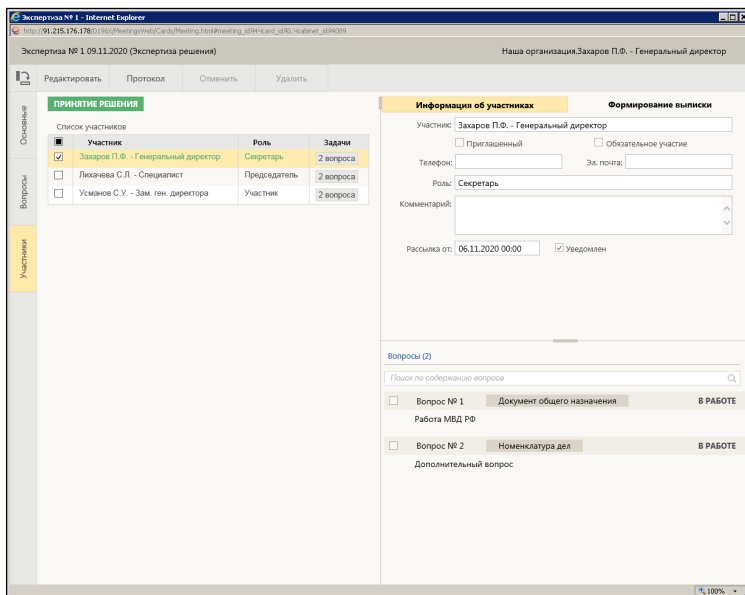 Экспертиза № 1 - Internet Explorer
Экспертиза № 1 09.11.2020 (Экспертиза решения)
Наша организация.Захаров П.Ф. - Генеральный директор
Редактировать Протокол Отменить Удалить
Основные
Вопросы
Участники
ПРИНЯТИЕ РЕШЕНИЯ
Список участников
Участник Роль Задачи
Захаров П.Ф. - Генеральный директор Секретарь 2 вопроса
Лихачева С.Л. - Специалист Председатель 2 вопроса
Усманов С.У. - Зам. ген. директора Участник 2 вопроса
Информация об участниках Формирование выписки
Участник: Захаров П.Ф. - Генеральный директор
Приглашенный Обязательное участие
Телефон: Эл. почта:
Роль: Секретарь
Комментарий:
Рассылка от: 06.11.2020 00:00 Уведомлен
Вопросы (2)
Поиск по содержанию вопроса
Вопрос № 1 Документ общего назначения В РАБОТЕ
Работа МВД РФ
Вопрос № 2 Номенклатура дел В РАБОТЕ
Дополнительный вопрос
100%